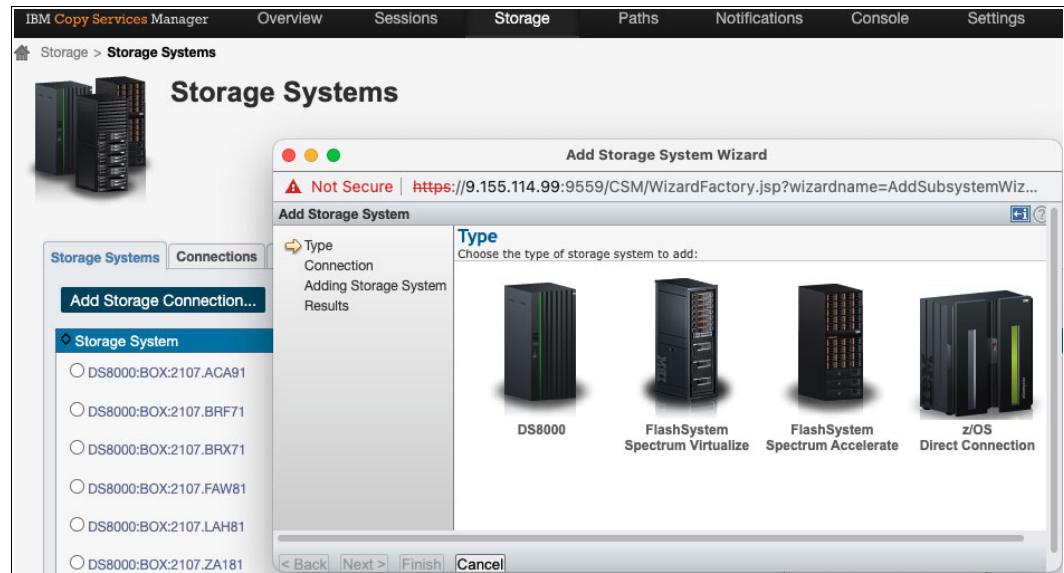 IBM Copy Services Manager Overview Sessions Storage Paths Notifications Console Settings
Storage > Storage Systems
Storage Systems
Add Storage System Wizard
Not Secure | https://9.155.114.99:9559/CSM/WizardFactory.jsp?wizardname=AddSubsystemWiz...
Add Storage System
Type
Connection
Adding Storage System
Results
Type
Choose the type of storage system to add:
DS8000
FlashSystem
Spectrum Virtualize
FlashSystem
Spectrum Accelerate
z/OS
Direct Connection
< Back Next > Finish Cancel
Storage Systems Connections
Add Storage Connection...
Storage System
DS8000:BOX:2107.ACA91
DS8000:BOX:2107.BRF71
DS8000:BOX:2107.BRX71
DS8000:BOX:2107.FAW81
DS8000:BOX:2107.LAH81
DS8000:BOX:2107.ZA181